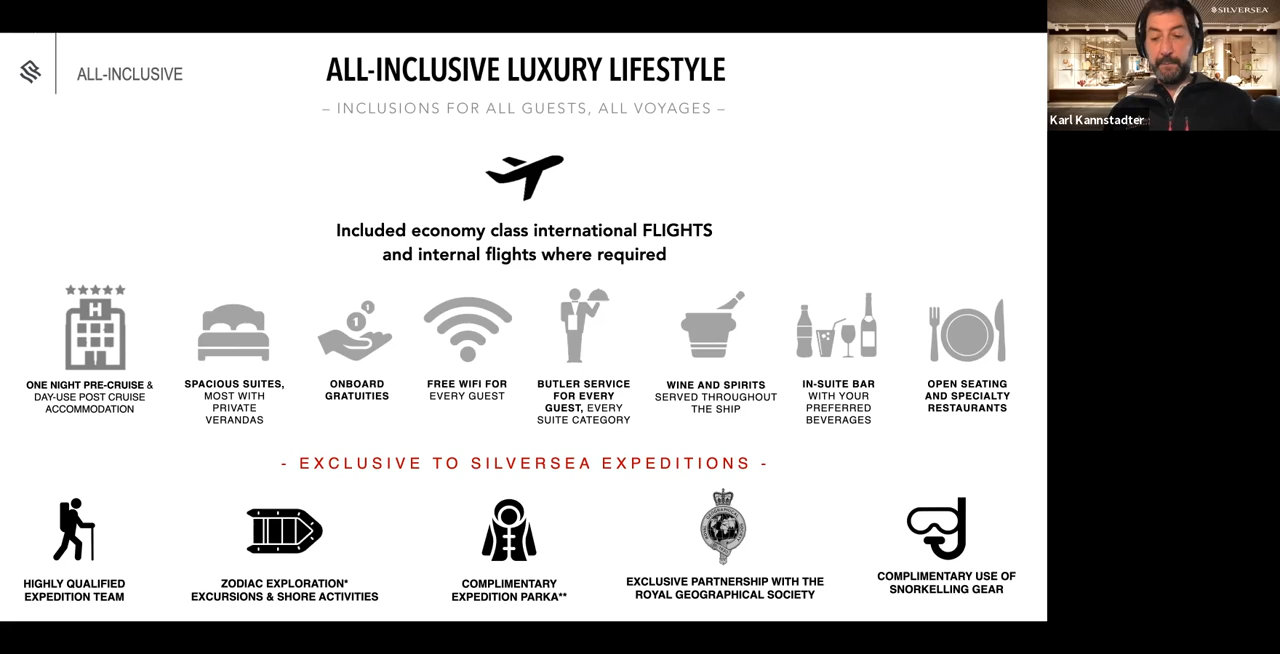 SILVERSEA
Karl Kannstadter
ALL-INCLUSIVE
ALL-INCLUSIVE LUXURY LIFESTYLE
– INCLUSIONS FOR ALL GUESTS, ALL VOYAGES –
Included economy class international FLIGHTS
and internal flights where required
H
ONE NIGHT PRE-CRUISE &
DAY-USE POST CRUISE
ACCOMMODATION
SPACIOUS SUITES,
MOST WITH
PRIVATE
VERANDAS
1
1
ONBOARD
GRATUITIES
FREE WIFI FOR
EVERY GUEST
BUTLER SERVICE
FOR EVERY
GUEST, EVERY
SUITE CATEGORY
WINE AND SPIRITS
SERVED THROUGHOUT
THE SHIP
IN-SUITE BAR
WITH YOUR
PREFERRED
BEVERAGES
OPEN SEATING
AND SPECIALTY
RESTAURANTS
- EXCLUSIVE TO SILVERSEA EXPEDITIONS -
HIGHLY QUALIFIED
EXPEDITION TEAM
ZODIAC EXPLORATION*
EXCURSIONS & SHORE ACTIVITIES
COMPLIMENTARY
EXPEDITION PARKA**
EXCLUSIVE PARTNERSHIP WITH THE
ROYAL GEOGRAPHICAL SOCIETY
COMPLIMENTARY USE OF
SNORKELLING GEAR